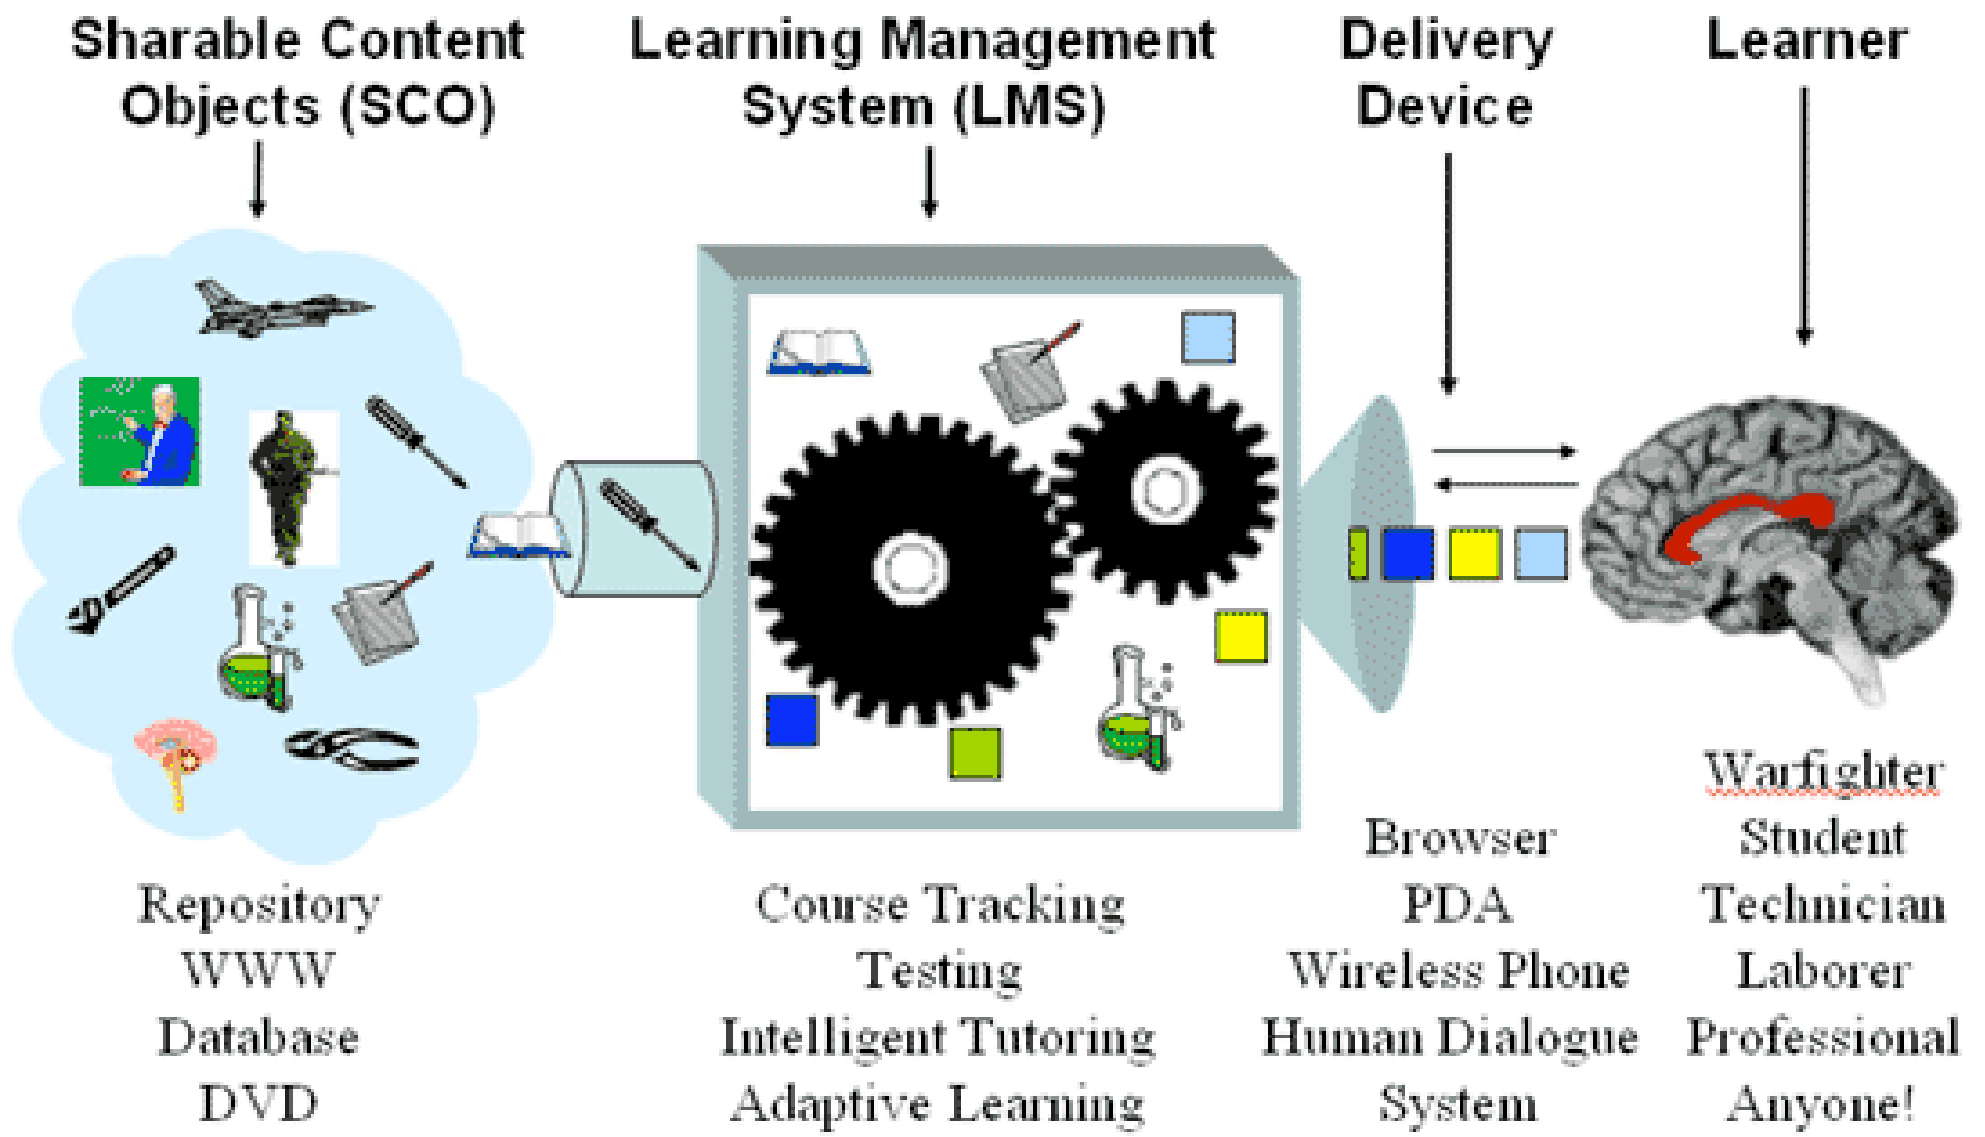 Sharable Content
Objects (SCO)
Learning Management
System (LMS)
Delivery
Device
Learner
Repository
WWW
Database
DVD
Course Tracking
Testing
Intelligent Tutoring
Adaptive Learning
Browser
PDA
Wireless Phone
Human Dialogue
System
Warfighter
Student
Technician
Laborer
Professional
Anyone!